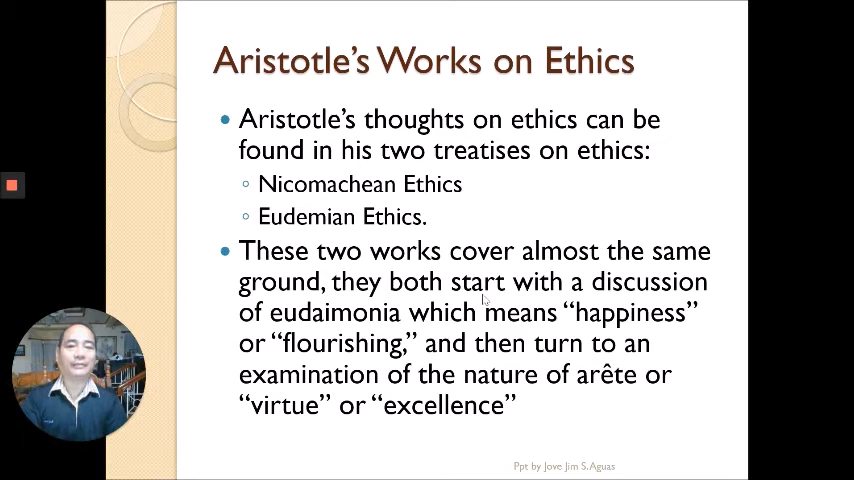 Aristotle's Works on Ethics
Aristotle's thoughts on ethics can be
found in his two treatises on ethics:
Nicomachean Ethics
Eudemian Ethics.
These two works cover almost the same
ground, they both start with a discussion
of eudaimonia which means “happiness”
or “flourishing,” and then turn to an
examination of the nature of arête or
“virtue” or “excellence”
Ppt by Jove Jim S. Aguas